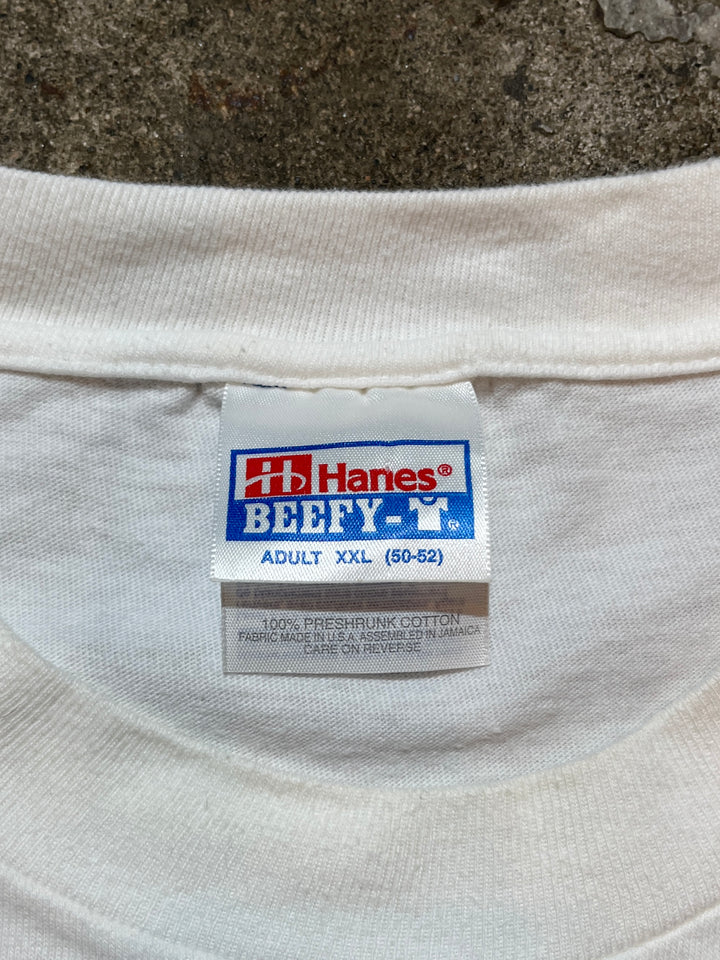 Hanes®
BEEFY-T®
ADULT XXL (50-52)
100% PRESHRUNK COTTON
FABRIC MADE IN U.S.A. ASSEMBLED IN JAMAICA
CARE ON REVERSE